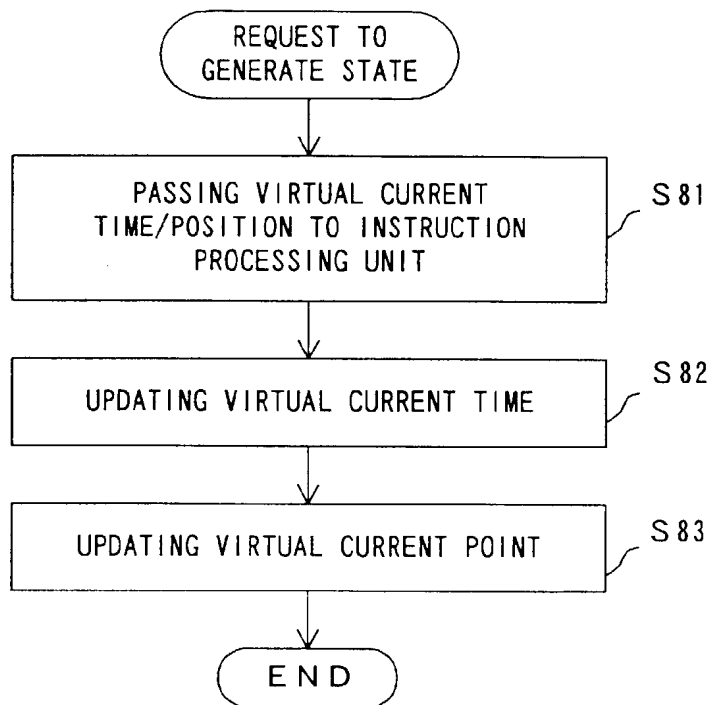 REQUEST TO
GENERATE STATE
PASSING VIRTUAL CURRENT
TIME/POSITION TO INSTRUCTION
PROCESSING UNIT
S81
UPDATING VIRTUAL CURRENT TIME
S82
UPDATING VIRTUAL CURRENT POINT
S83
END